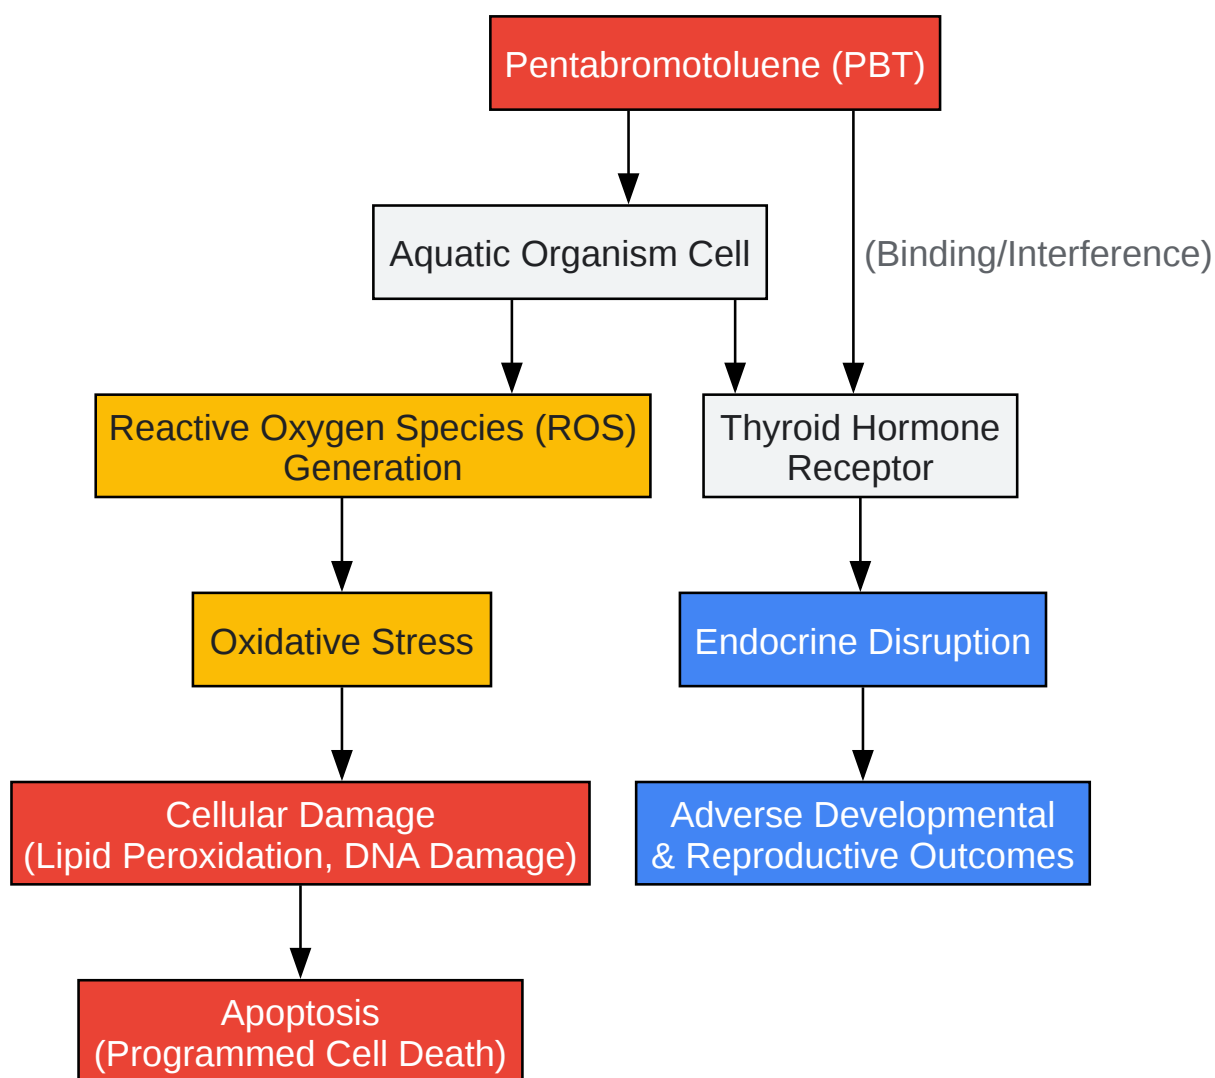 Pentabromotoluene (PBT)
Aquatic Organism Cell
(Binding/Interference)
Reactive Oxygen Species (ROS)
Generation
Thyroid Hormone
Receptor
Oxidative Stress
Endocrine Disruption
Cellular Damage
(Lipid Peroxidation, DNA Damage)
Adverse Developmental
& Reproductive Outcomes
Apoptosis
(Programmed Cell Death)